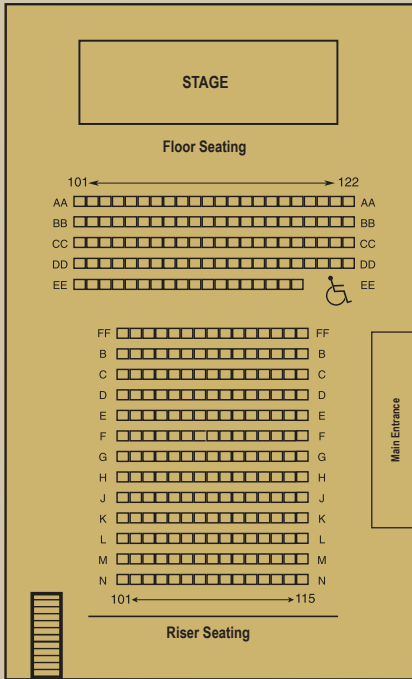 STAGE
Floor Seating
101 122
AA AA
BB BB
CC CC
DD DD
EE EE
FF FF
B B
C C
D D
E E
F F
G G
H H
J J
K K
L L
M M
N N
101 115
Riser Seating
Main Entrance